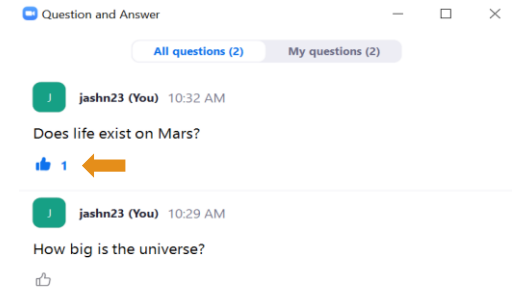 Question and Answer
All questions (2) My questions (2)
J jashn23 (You) 10:32 AM
Does life exist on Mars?
1
J jashn23 (You) 10:29 AM
How big is the universe?